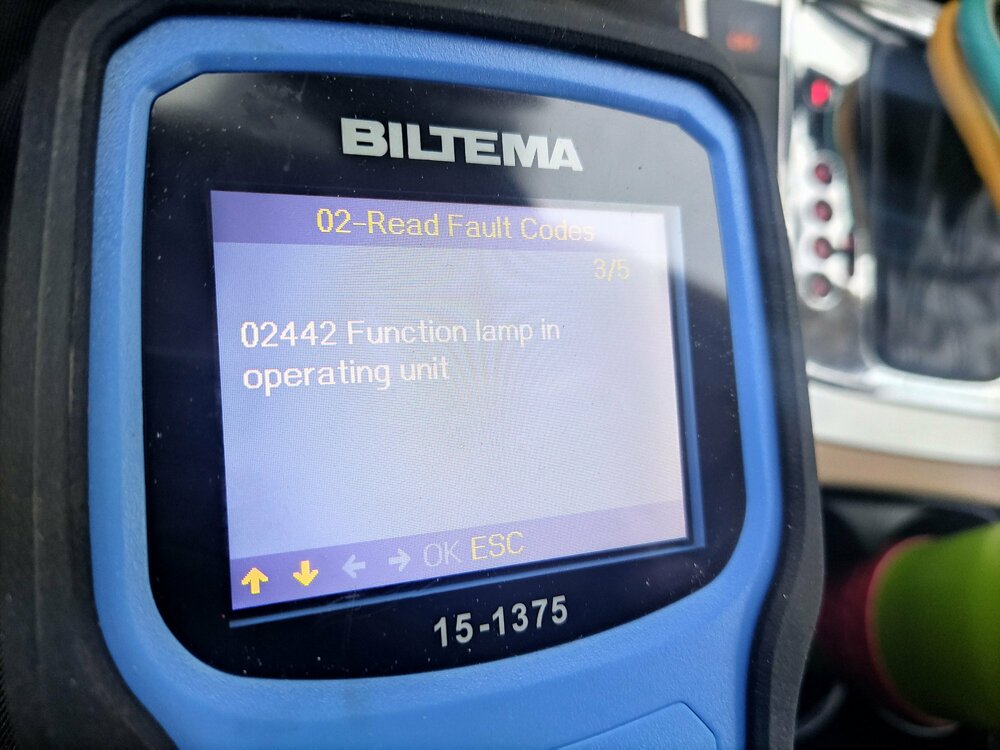 BILTEMA
02-Read Fault Codes
3/5
02442 Function lamp in
operating unit
OK ESC
15-1375